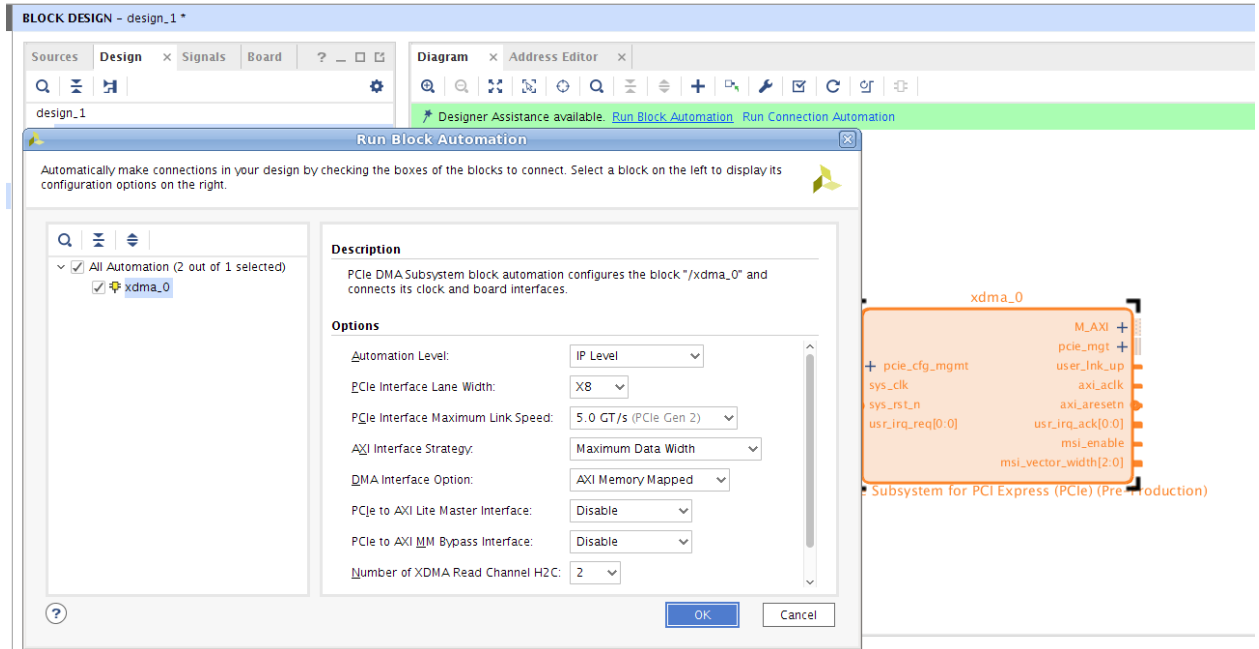 BLOCK DESIGN - design_1 *
Sources Design × Signals Board ? _
Diagram × Address Editor ×
design_1
Designer Assistance available. Run Block Automation Run Connection Automation
Run Block Automation
Automatically make connections in your design by checking the boxes of the blocks to connect. Select a block on the left to display its
configuration options on the right.
All Automation (2 out of 1 selected)
xdma_0
Description
PCIe DMA Subsystem block automation configures the block "/xdma_0" and
connects its clock and board interfaces.
Options
Automation Level: IP Level
PCIe Interface Lane Width: X8
PCIe Interface Maximum Link Speed: 5.0 GT/s (PCIe Gen 2)
AXI Interface Strategy: Maximum Data Width
DMA Interface Option: AXI Memory Mapped
PCIe to AXI Lite Master Interface: Disable
PCIe to AXI MM Bypass Interface: Disable
Number of XDMA Read Channel H2C: 2
? OK Cancel
xdma_0
M_AXI
pcie_mgt
pcie_cfg_mgmt user_lnk_up
sys_clk axi_aclk
sys_rst_n axi_aresetn
usr_irq_req[0:0] usr_irq_ack[0:0]
msi_enable
msi_vector_width[2:0]
Subsystem for PCI Express (PCIe) (Pre-Production)